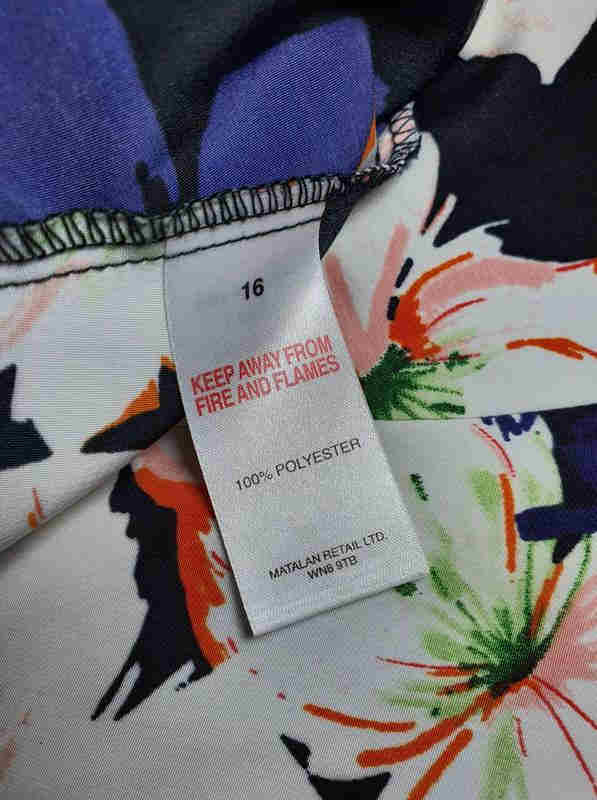 16
KEEP AWAY FROM
FIRE AND FLAMES
100% POLYESTER
MATALAN RETAIL LTD.
WN8 9TB